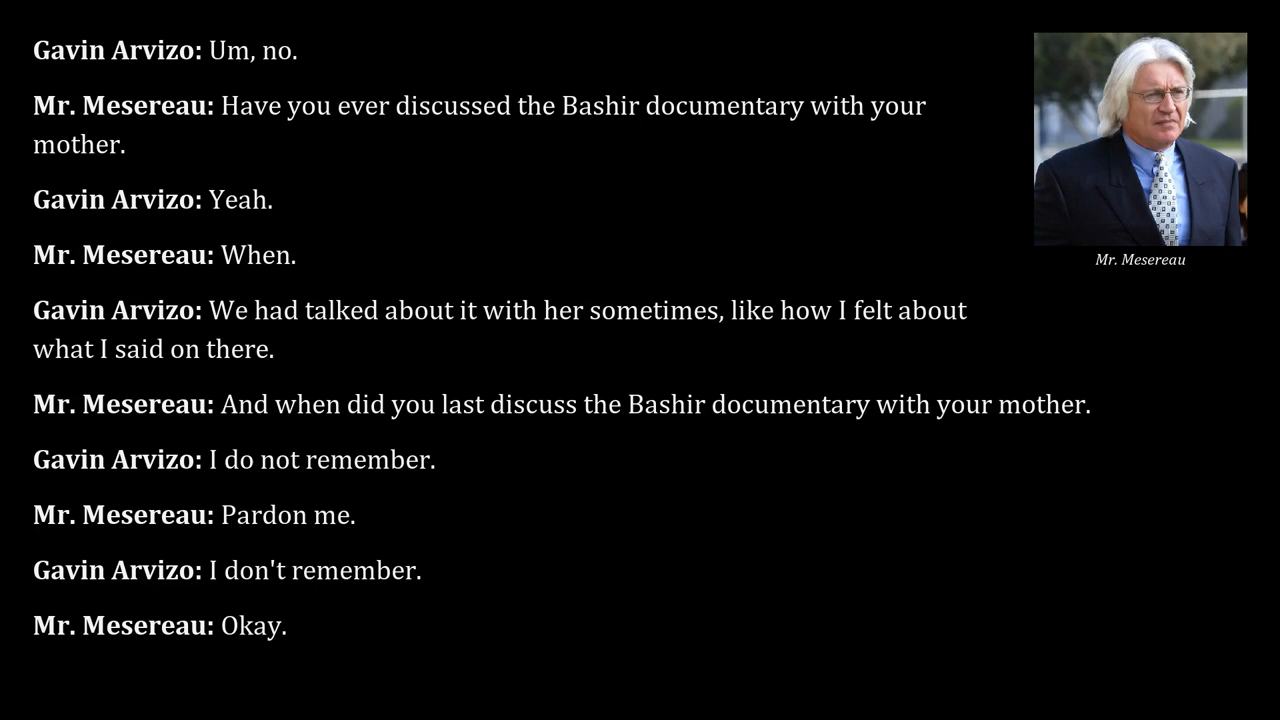 Gavin Arvizo: Um, no.
Mr. Mesereau: Have you ever discussed the Bashir documentary with your
mother.
Gavin Arvizo: Yeah.
Mr. Mesereau: When.
Mr. Mesereau
Gavin Arvizo: We had talked about it with her sometimes, like how I felt about
what I said on there.
Mr. Mesereau: And when did you last discuss the Bashir documentary with your mother.
Gavin Arvizo: I do not remember.
Mr. Mesereau: Pardon me.
Gavin Arvizo: I don't remember.
Mr. Mesereau: Okay.